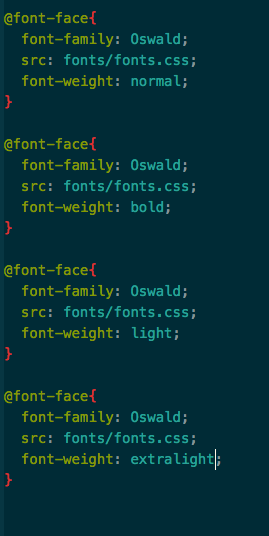 @font-face{
font-family: Oswald;
src: fonts/fonts.css;
font-weight: normal;
}
@font-face{
font-family: Oswald;
src: fonts/fonts.css;
font-weight: bold;
}
@font-face{
font-family: Oswald;
src: fonts/fonts.css;
font-weight: light;
}
@font-face{
font-family: Oswald;
src: fonts/fonts.css;
font-weight: extralight;
}